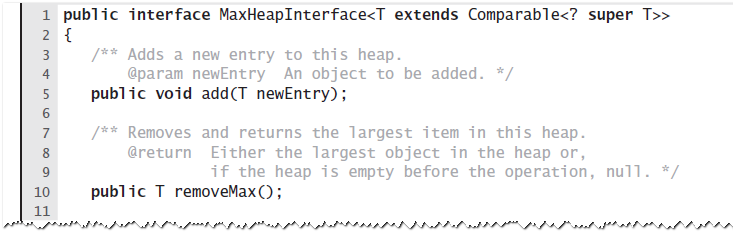 1 public interface MaxHeapInterface<T extends Comparable<? super T>>
2 {
3 /** Adds a new entry to this heap.
4 @param newEntry An object to be added. */
5 public void add(T newEntry);
6
7 /** Removes and returns the largest item in this heap.
8 @return Either the largest object in the heap or,
9 if the heap is empty before the operation, null. */
10 public T removeMax();
11